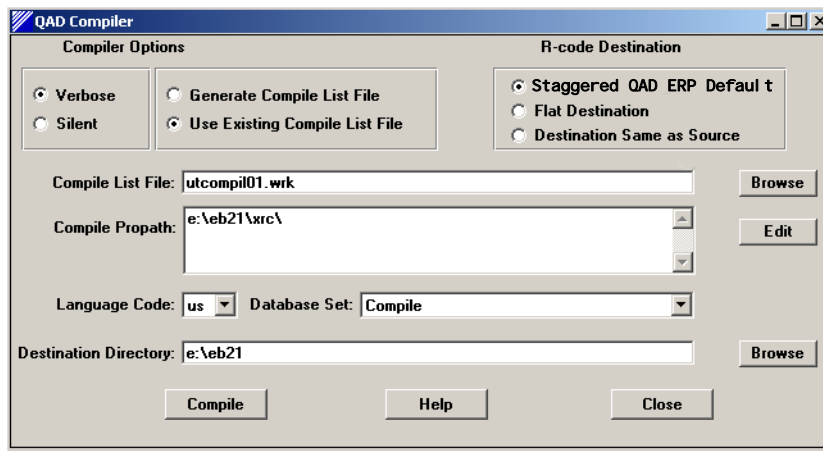 QAD Compiler
Compiler Options
R-code Destination
Verbose
Silent
Generate Compile List File
Use Existing Compile List File
Staggered QAD ERP Default
Flat Destination
Destination Same as Source
Compile List File: utcompil01.wrk Browse
Compile Propath: e:\eb21\xrc\ Edit
Language Code: us Database Set: Compile
Destination Directory: e:\eb21 Browse
Compile Help Close